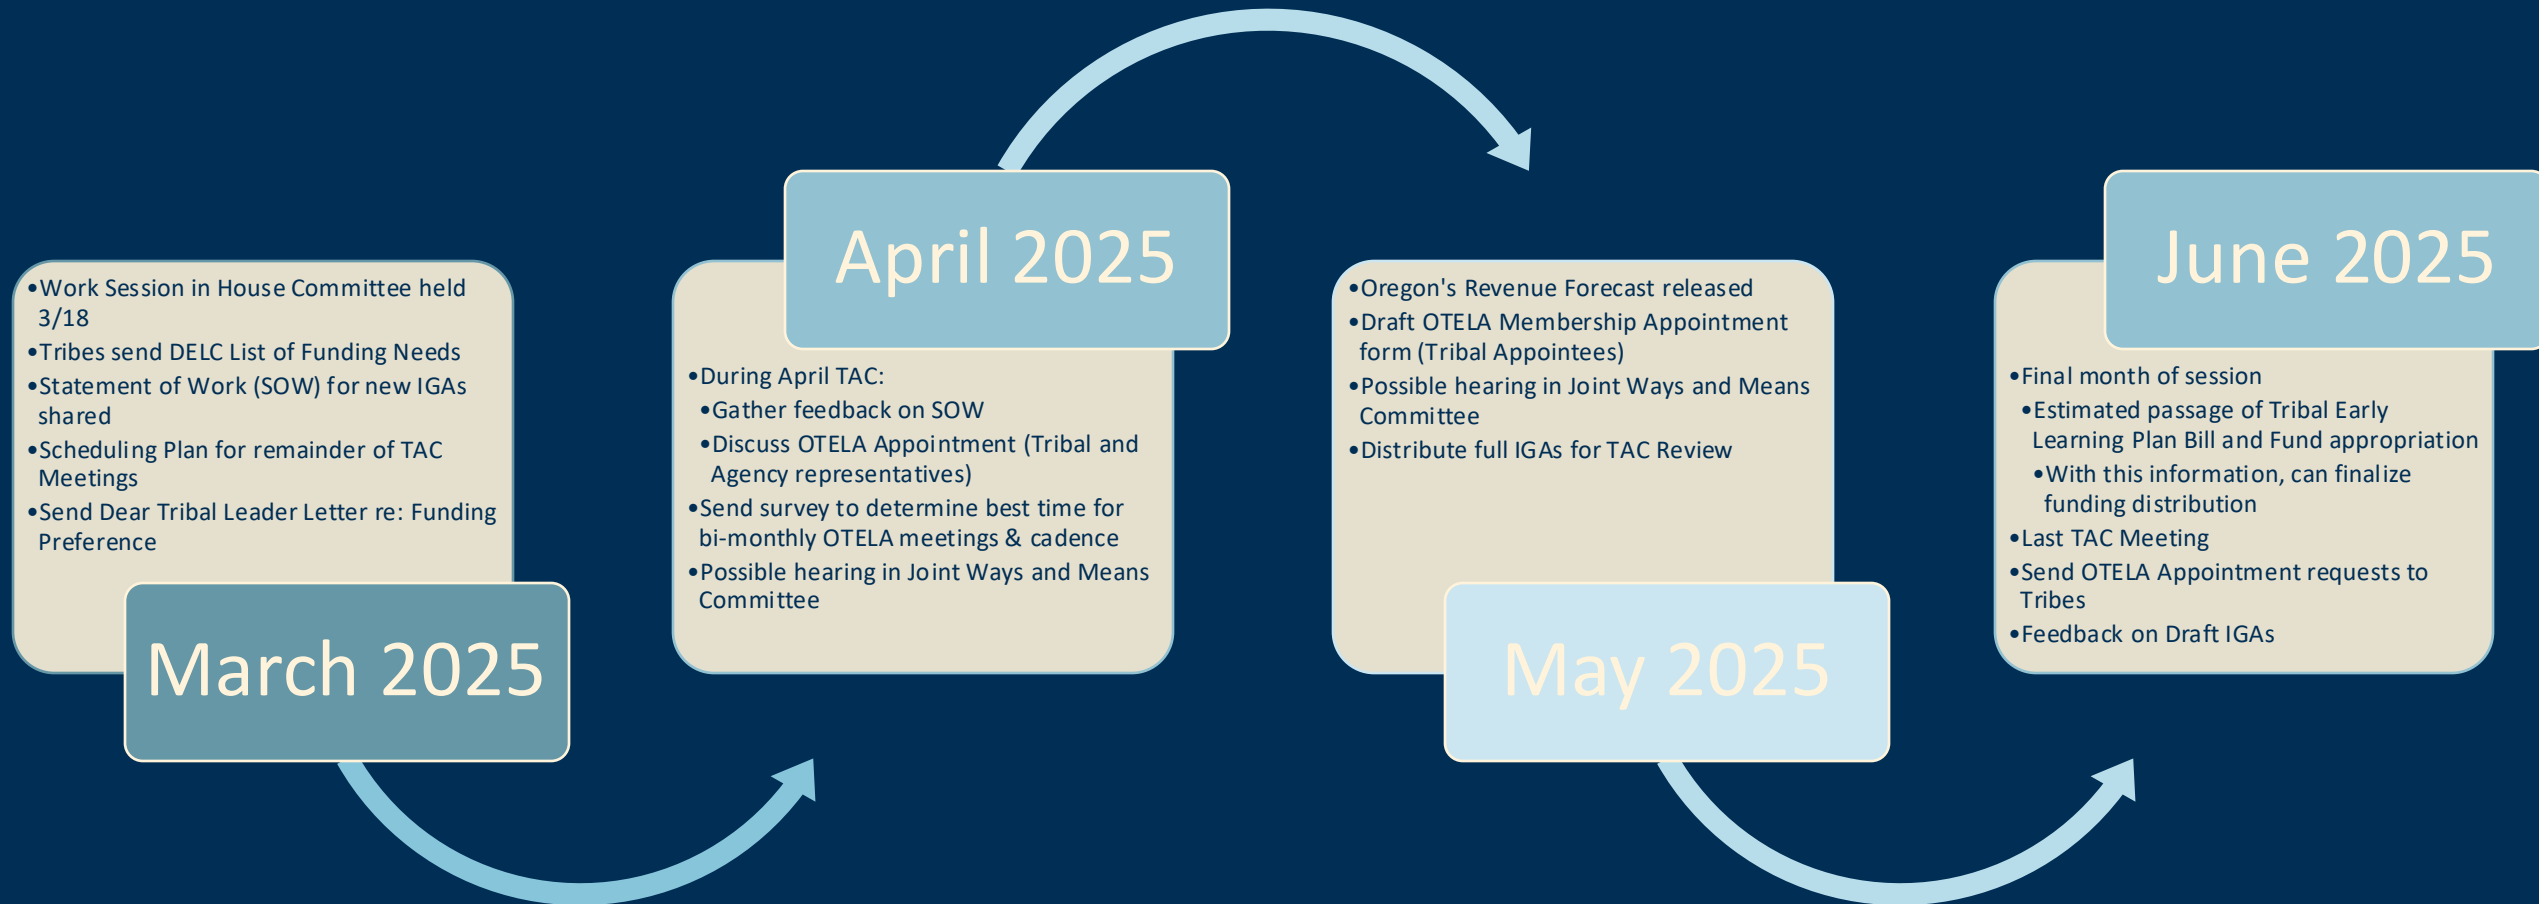 •Work Session in House Committee held
3/18
•Tribes send DELC List of Funding Needs
•Statement of Work (SOW) for new IGAs
shared
•Scheduling Plan for remainder of TAC
Meetings
•Send Dear Tribal Leader Letter re: Funding
Preference
March 2025
April 2025
•During April TAC:
•Gather feedback on SOW
•Discuss OTELA Appointment (Tribal and
Agency representatives)
•Send survey to determine best time for
bi-monthly OTELA meetings & cadence
•Possible hearing in Joint Ways and Means
Committee
•Oregon's Revenue Forecast released
•Draft OTELA Membership Appointment
form (Tribal Appointees)
•Possible hearing in Joint Ways and Means
Committee
•Distribute full IGAs for TAC Review
May 2025
June 2025
•Final month of session
•Estimated passage of Tribal Early
Learning Plan Bill and Fund appropriation
•With this information, can finalize
funding distribution
•Last TAC Meeting
•Send OTELA Appointment requests to
Tribes
•Feedback on Draft IGAs